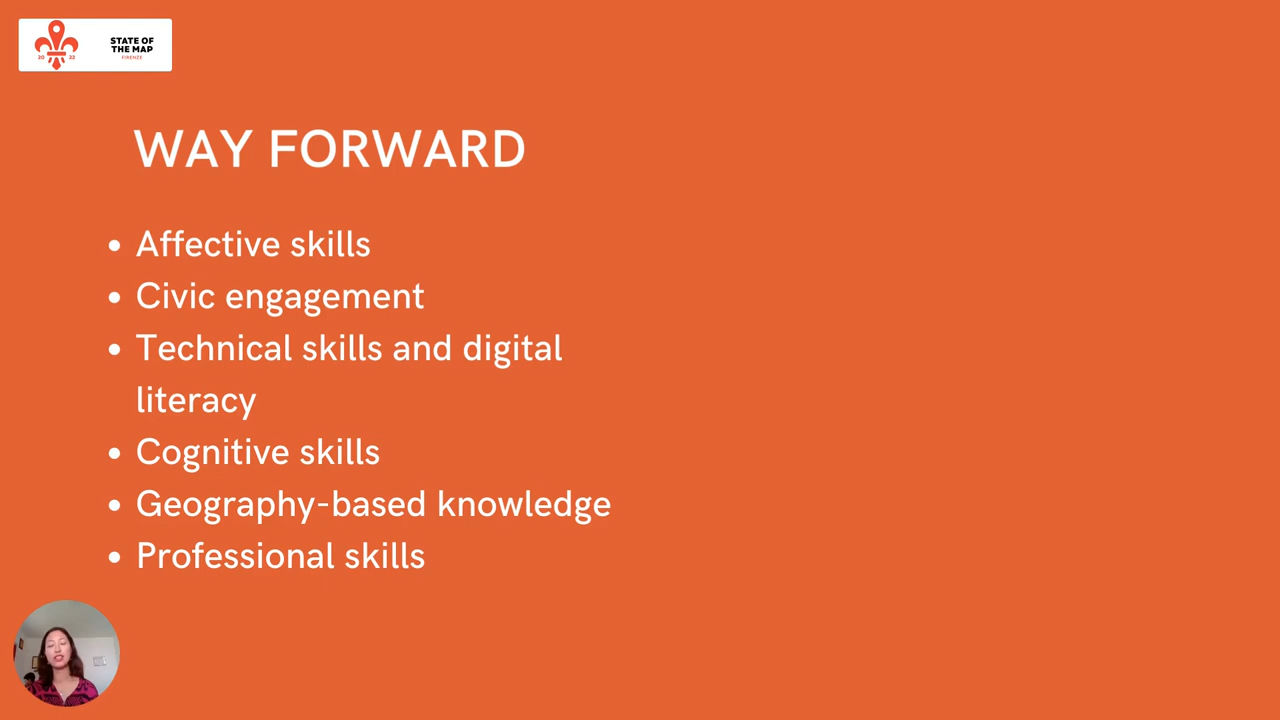 20 22
STATE OF
THE MAP
FIRENZE
WAY FORWARD
• Affective skills
• Civic engagement
• Technical skills and digital
literacy
• Cognitive skills
• Geography-based knowledge
• Professional skills